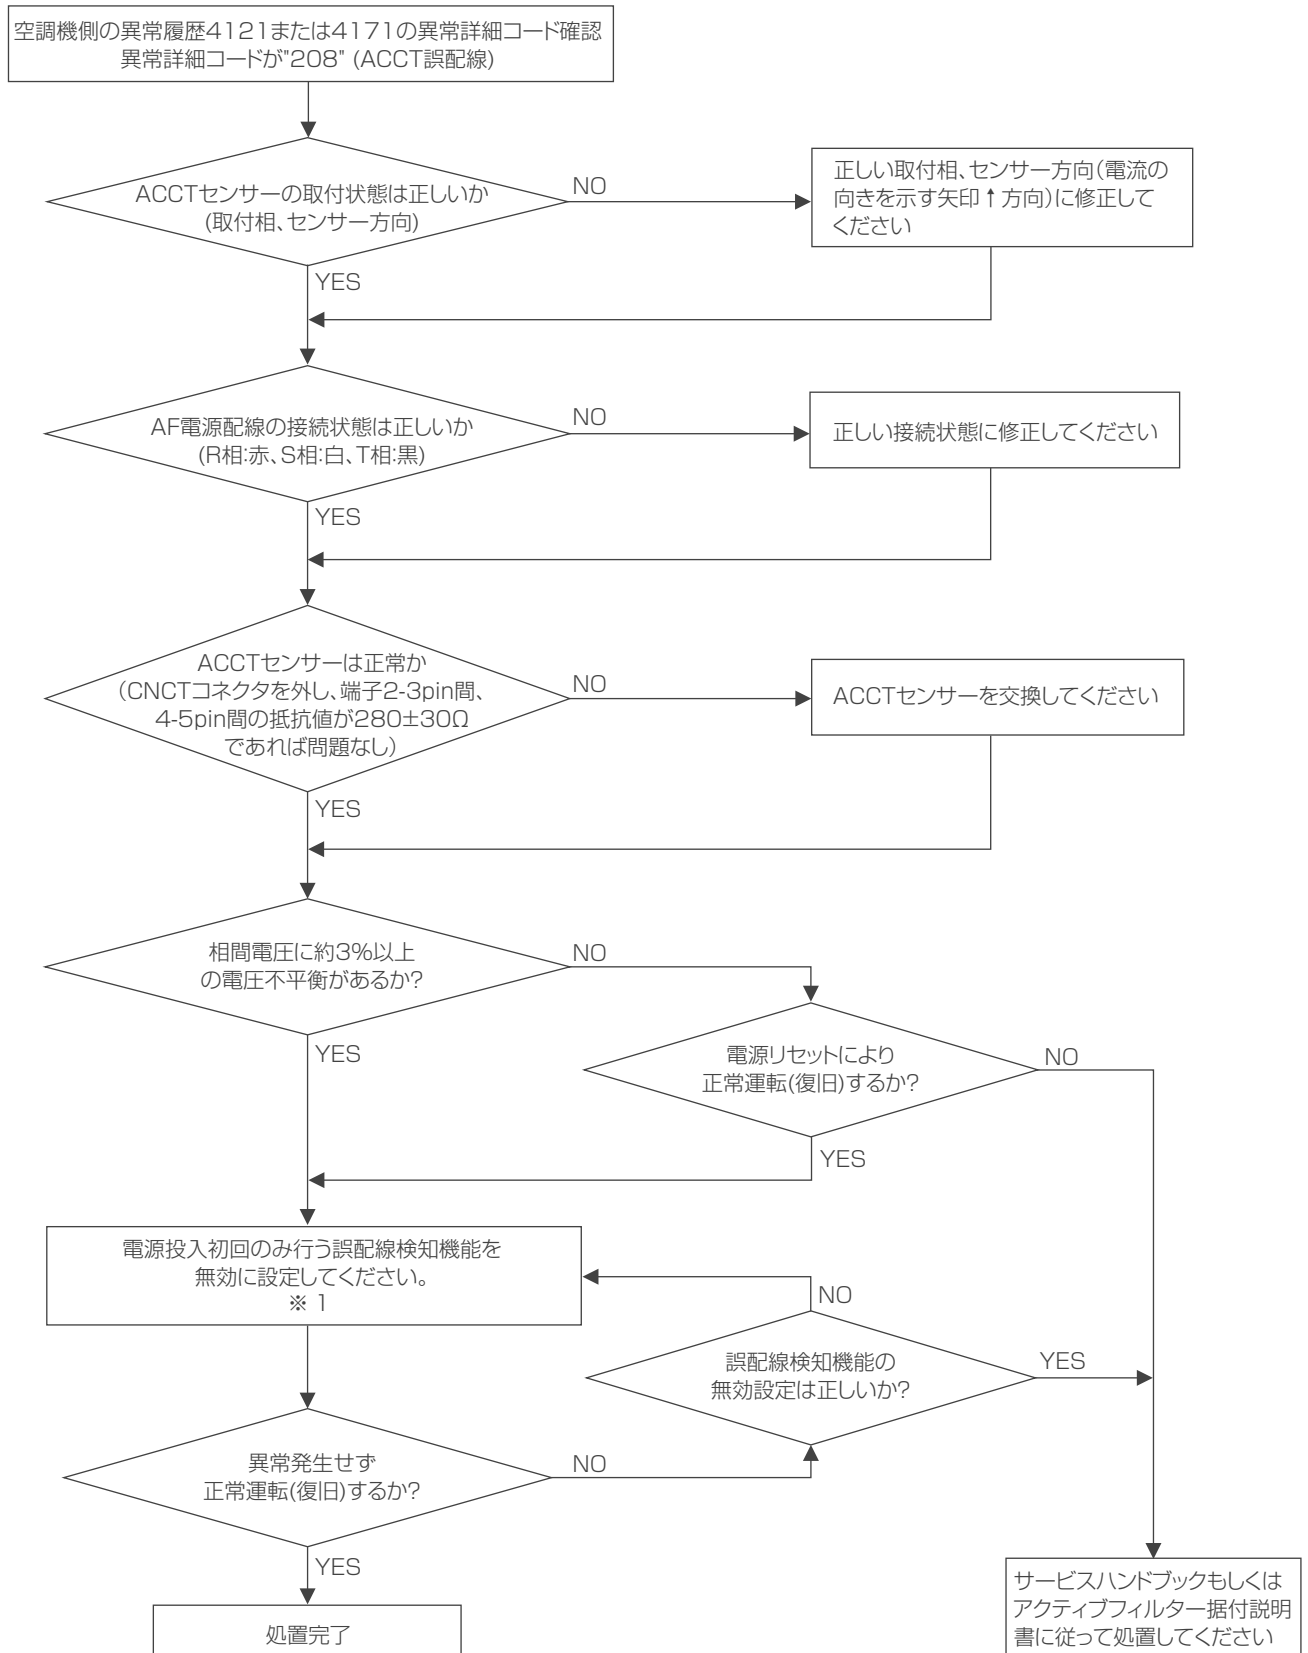 空調機側の異常履歴4121または4171の異常詳細コード確認
異常詳細コードが"208" (ACCT誤配線)
ACCTセンサーの取付状態は正しいか
(取付相、センサー方向)
NO
正しい取付相、センサー方向(電流の
向きを示す矢印↑方向)に修正して
ください
YES
AF電源配線の接続状態は正しいか
(R相:赤、S相:白、T相:黒)
NO
正しい接続状態に修正してください
YES
ACCTセンサーは正常か
(CNCTコネクタを外し、端子2-3pin間、
4-5pin間の抵抗値が280±30Ω
であれば問題なし)
NO
ACCTセンサーを交換してください
YES
相間電圧に約3%以上
の電圧不平衡があるか?
NO
YES
電源リセットにより
正常運転(復旧)するか?
NO
YES
電源投入初回のみ行う誤配線検知機能を
無効に設定してください。
※1
NO
誤配線検知機能の
無効設定は正しいか?
YES
異常発生せず
正常運転(復旧)するか?
NO
YES
処置完了
サービスハンドブックもしくは
アクティブフィルター据付説明
書に従って処置してください